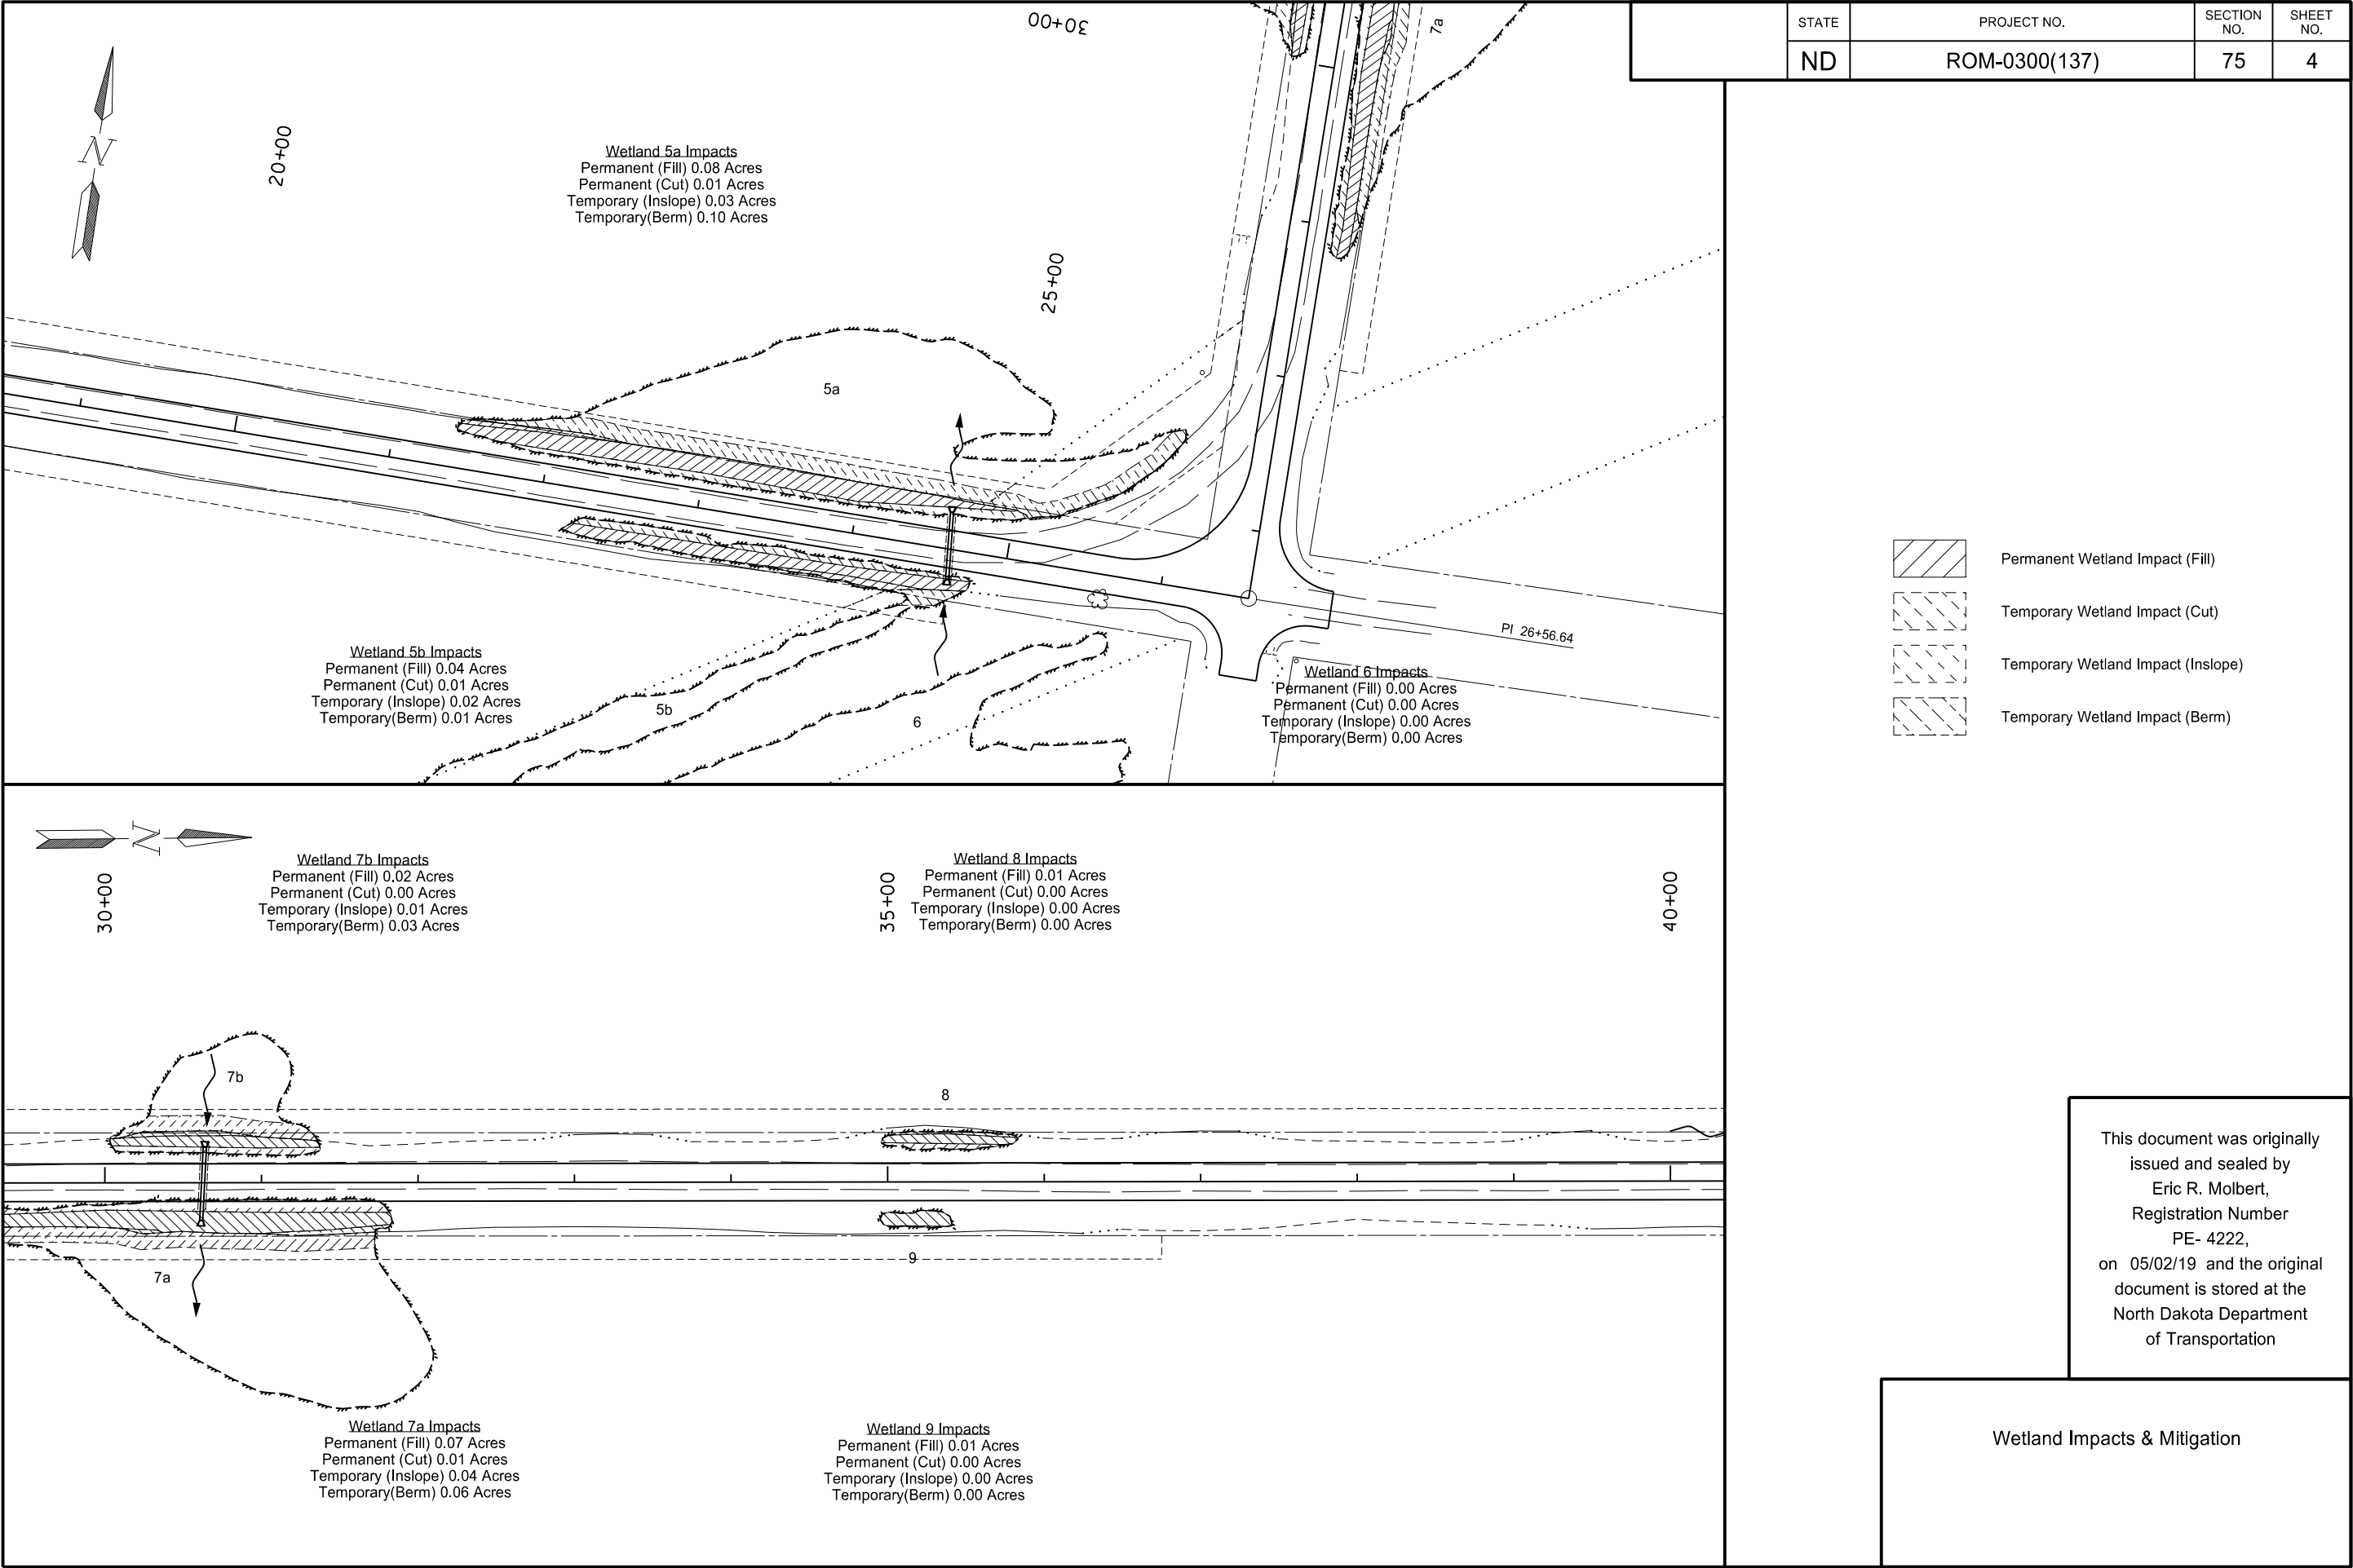 STATE
PROJECT NO.
SECTION NO.
SHEET NO.
ND
ROM-0300(137)
75
4
30+00
7a
N
20+00
Wetland 5a Impacts
Permanent (Fill) 0.08 Acres
Permanent (Cut) 0.01 Acres
Temporary (Inslope) 0.03 Acres
Temporary(Berm) 0.10 Acres
25+00
5a
PI 26+56.64
Wetland 5b Impacts
Permanent (Fill) 0.04 Acres
Permanent (Cut) 0.01 Acres
Temporary (Inslope) 0.02 Acres
Temporary(Berm) 0.01 Acres
5b
6
Wetland 6 Impacts
Permanent (Fill) 0.00 Acres
Permanent (Cut) 0.00 Acres
Temporary (Inslope) 0.00 Acres
Temporary(Berm) 0.00 Acres
Permanent Wetland Impact (Fill)
Temporary Wetland Impact (Cut)
Temporary Wetland Impact (Inslope)
Temporary Wetland Impact (Berm)
N
30+00
Wetland 7b Impacts
Permanent (Fill) 0.02 Acres
Permanent (Cut) 0.00 Acres
Temporary (Inslope) 0.01 Acres
Temporary(Berm) 0.03 Acres
35+00
Wetland 8 Impacts
Permanent (Fill) 0.01 Acres
Permanent (Cut) 0.00 Acres
Temporary (Inslope) 0.00 Acres
Temporary(Berm) 0.00 Acres
40+00
7b
8
9
7a
Wetland 7a Impacts
Permanent (Fill) 0.07 Acres
Permanent (Cut) 0.01 Acres
Temporary (Inslope) 0.04 Acres
Temporary(Berm) 0.06 Acres
Wetland 9 Impacts
Permanent (Fill) 0.01 Acres
Permanent (Cut) 0.00 Acres
Temporary (Inslope) 0.00 Acres
Temporary(Berm) 0.00 Acres
This document was originally
issued and sealed by
Eric R. Molbert,
Registration Number
PE- 4222,
on 05/02/19 and the original
document is stored at the
North Dakota Department
of Transportation
Wetland Impacts & Mitigation